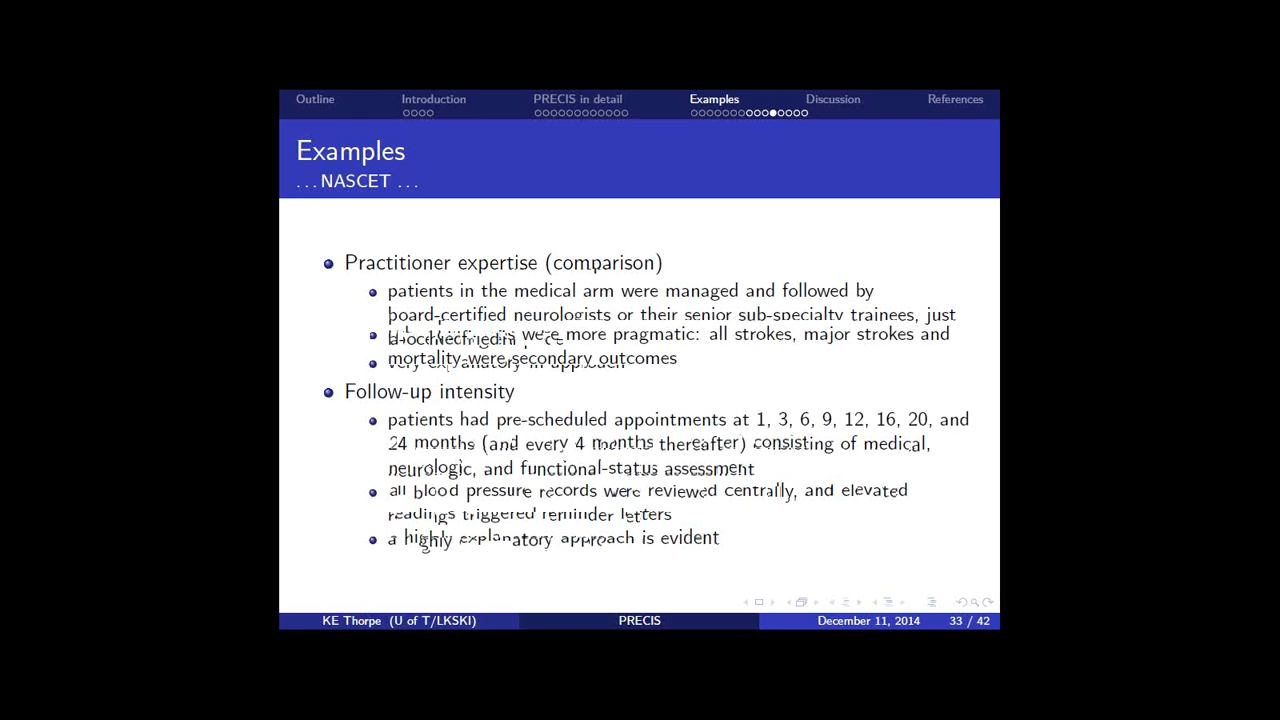 Outline Introduction PRECIS in detail Examples Discussion References
Examples
...NASCET ...
Practitioner expertise (comparison)
patients in the medical arm were managed and followed by
board-certified neurologists or their senior sub-specialty trainees, just
were more pragmatic: all strokes, major strokes and
mortality were secondary outcomes
Follow-up intensity
patients had pre-scheduled appointments at 1, 3, 6, 9, 12, 16, 20, and
24 months (and every 4 months thereafter) consisting of medical,
neurologic, and functional-status assessment
all blood pressure records were reviewed centrally, and elevated
readings triggered reminder letters
a highly explanatory approach is evident
KE Thorpe (U of T/LKSKI) PRECIS December 11, 2014 33 / 42